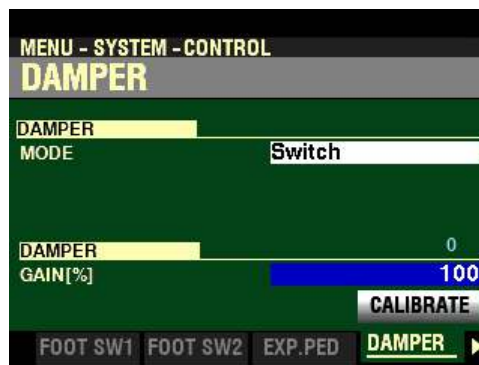 MENU - SYSTEM - CONTROL
DAMPER
DAMPER
MODE Switch
DAMPER 0
GAIN[%] 100
CALIBRATE
FOOT SW1 FOOT SW2 EXP.PED DAMPER